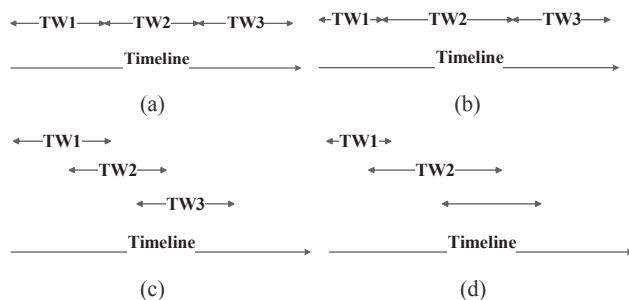 TW1 TW2 TW3
Timeline
(a)
TW1 TW2 TW3
Timeline
(b)
TW1
TW2
TW3
Timeline
(c)
TW1
TW2
Timeline
(d)